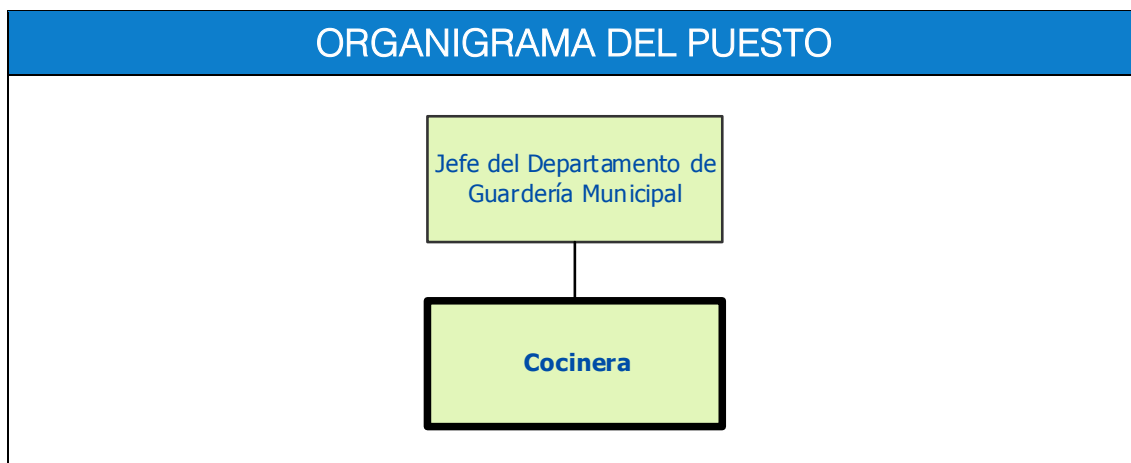 ORGANIGRAMA DEL PUESTO
Jefe del Departamento de
Guardería Municipal
Cocinera